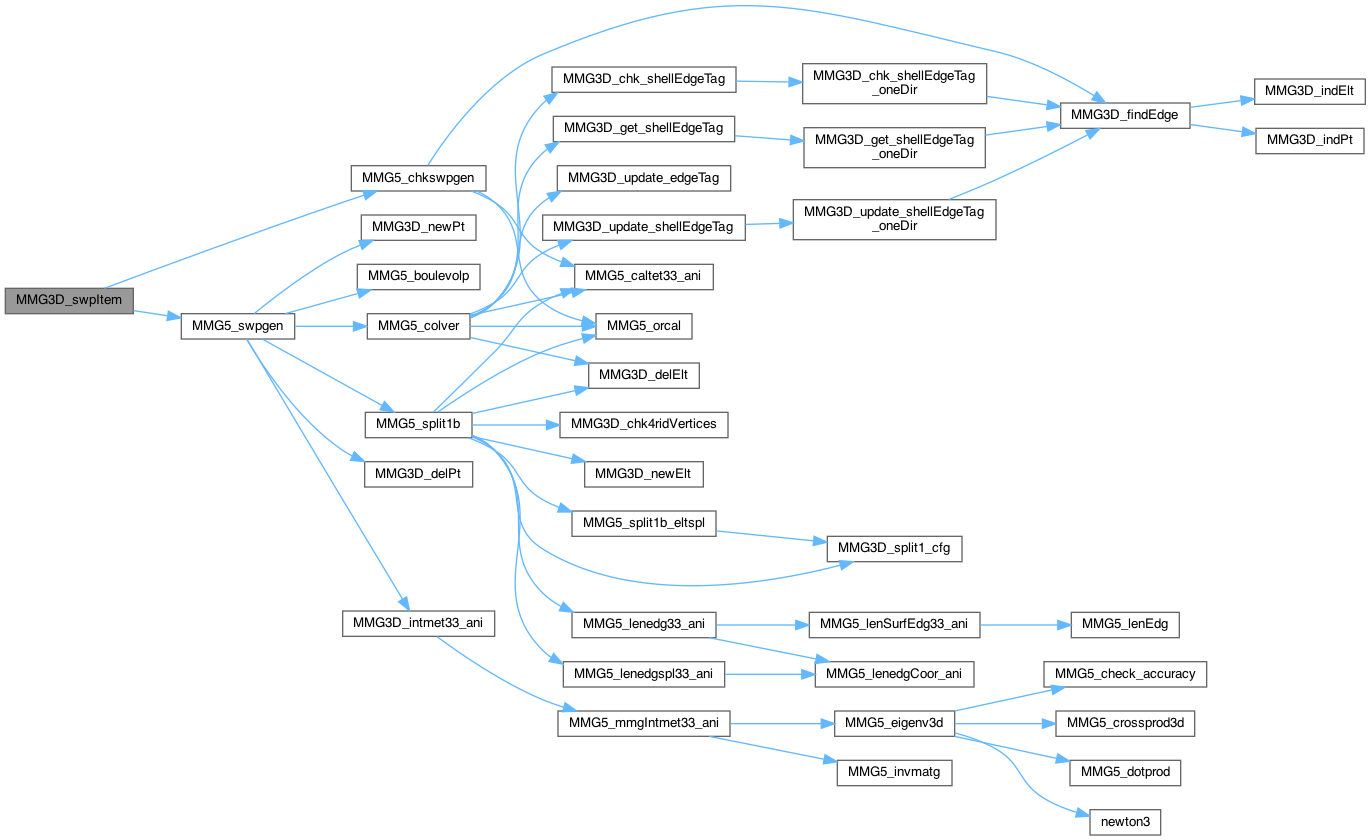 MMG3D_swpItem
MMG5_chkswpgen
MMG5_swpgen
MMG3D_newPt
MMG5_boulevolp
MMG5_colver
MMG5_split1b
MMG3D_delPt
MMG3D_intmet33_ani
MMG3D_chk_shellEdgeTag
MMG3D_get_shellEdgeTag
MMG3D_update_edgeTag
MMG3D_update_shellEdgeTag
MMG5_caltet33_ani
MMG5_orcal
MMG3D_delElt
MMG3D_chk4ridVertices
MMG3D_newElt
MMG5_split1b_eltspl
MMG5_lenedg33_ani
MMG5_lenedgspl33_ani
MMG5_mmgIntmet33_ani
MMG3D_chk_shellEdgeTag
_oneDir
MMG3D_get_shellEdgeTag
_oneDir
MMG3D_update_shellEdgeTag
_oneDir
MMG3D_split1_cfg
MMG5_lenSurfEdg33_ani
MMG5_lenedgCoor_ani
MMG5_eigenv3d
MMG5_invmatg
MMG3D_findEdge
MMG5_lenEdg
MMG5_check_accuracy
MMG5_crossprod3d
MMG5_dotprod
newton3
MMG3D_indElt
MMG3D_indPt